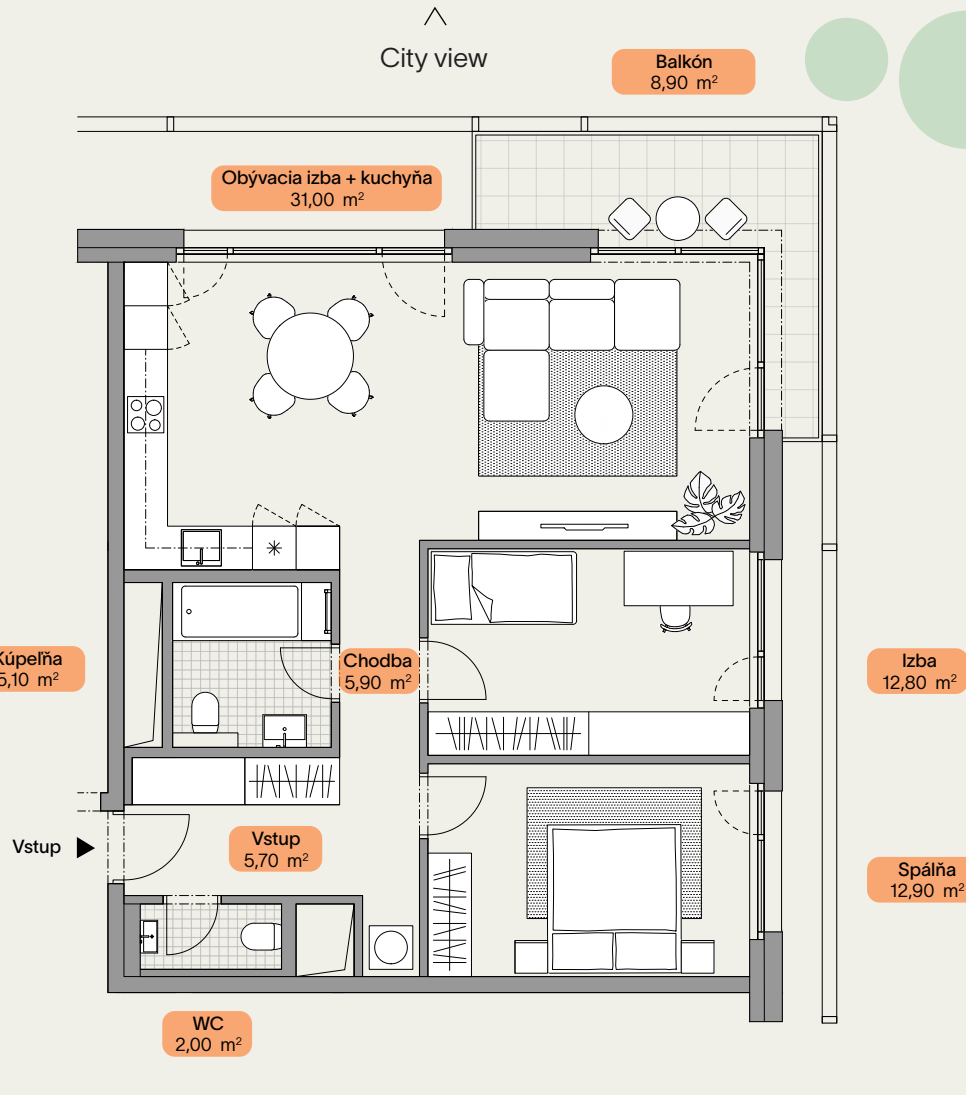 City view
Balkón
8,90 m²
Obývacia izba + kuchyňa
31,00 m²
Kúpeľňa
5,10 m²
Chodba
5,90 m²
Izba
12,80 m²
Vstup
Vstup
5,70 m²
Spálňa
12,90 m²
WC
2,00 m²